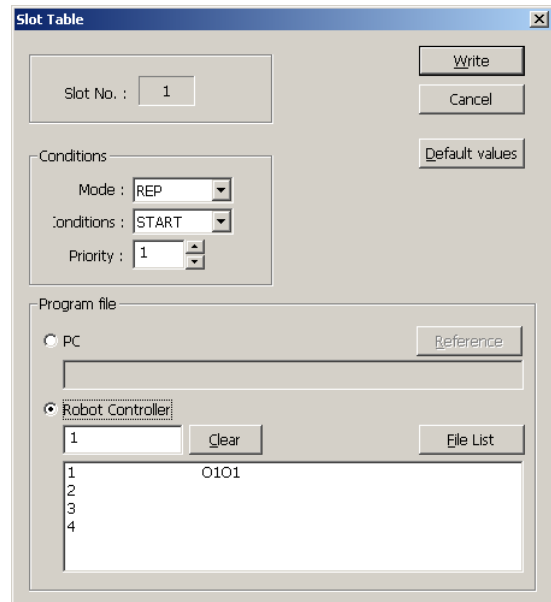 Slot Table
Write
Slot No. : 1
Cancel
Default values
Conditions
Mode : REP
onditions : START
Priority : 1
Program file
PC
Reference
Robot Controller
1 Clear File List
1 O1O1
2
3
4